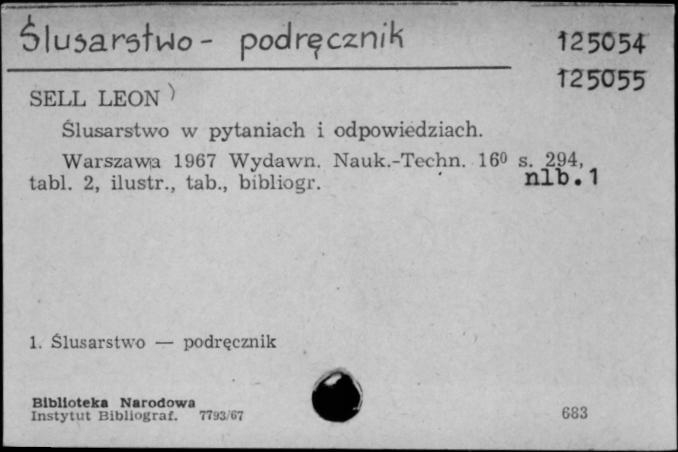 Ślusarstwo - podręcznik 125054
125055
SELL LEON )
Ślusarstwo w pytaniach i odpowiedziach.
Warszawa 1967 Wydawn. Nauk.-Techn. 16⁰ s. 294,
tabl. 2, ilustr., tab., bibliogr. nlb.1
1. Ślusarstwo — podręcznik
Biblioteka Narodowa
Instytut Bibliograf. 7793/67 683